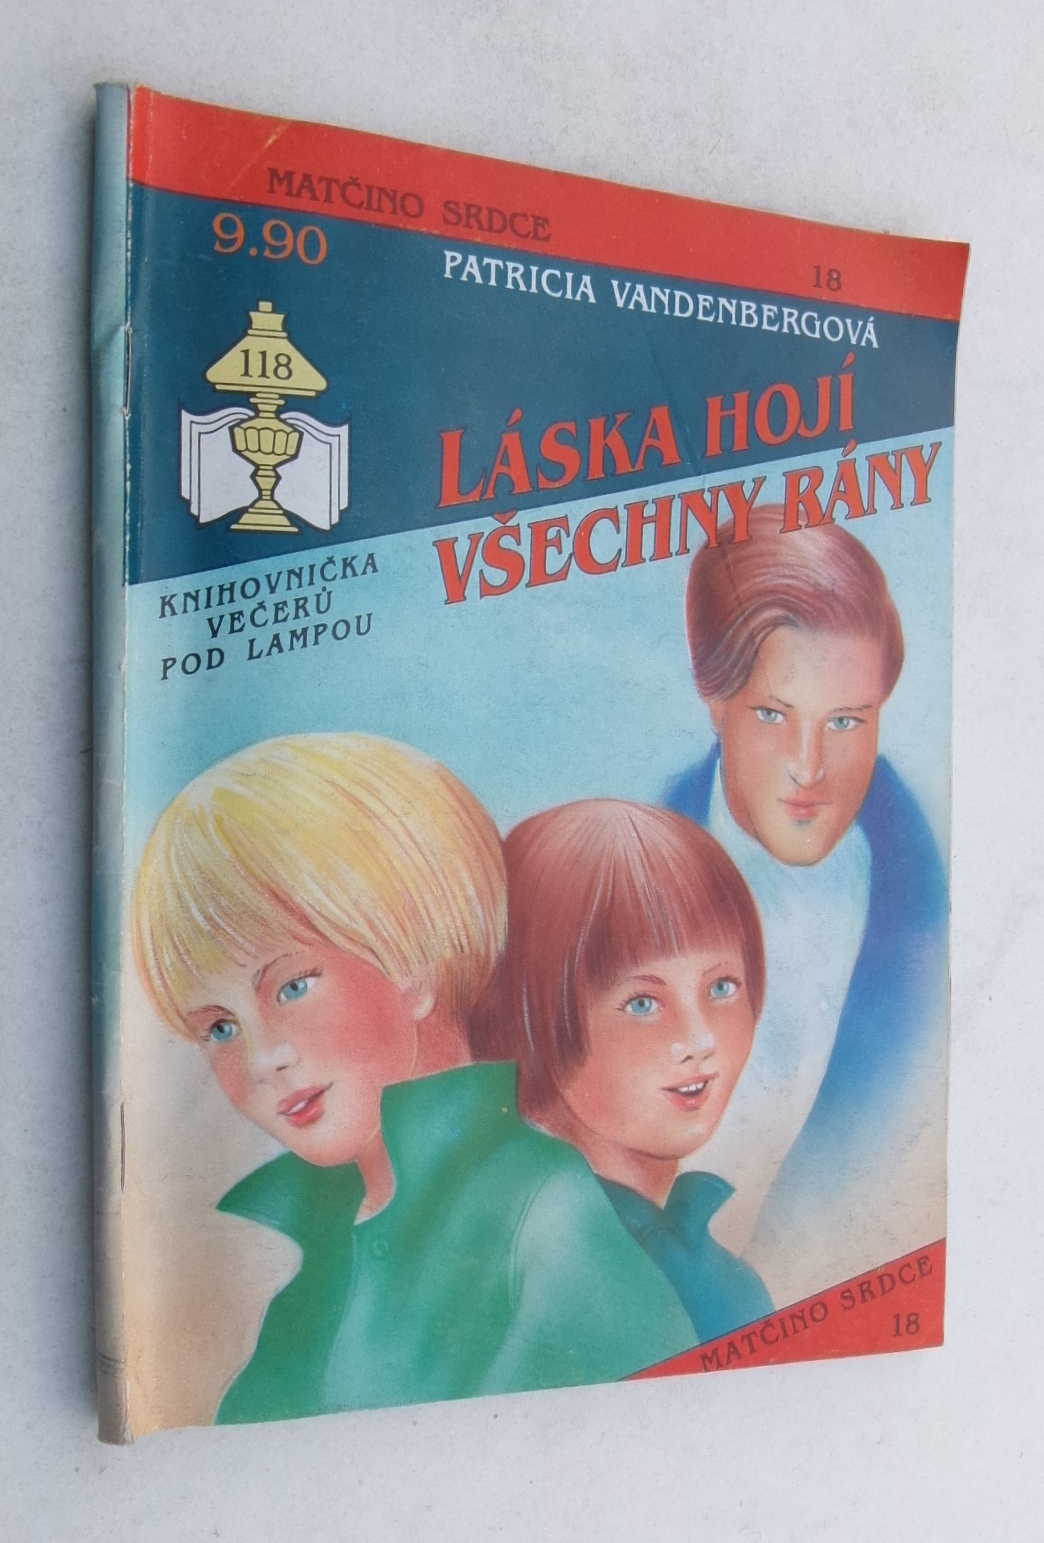 MATČINO SRDCE
18
9.90
PATRICIA VANDENBERGOVÁ
118
LÁSKA HOJÍ
VŠECHNY RÁNY
KNIHOVNIČKA
VEČERŮ
POD LAMPOU
MATČINO SRDCE
18